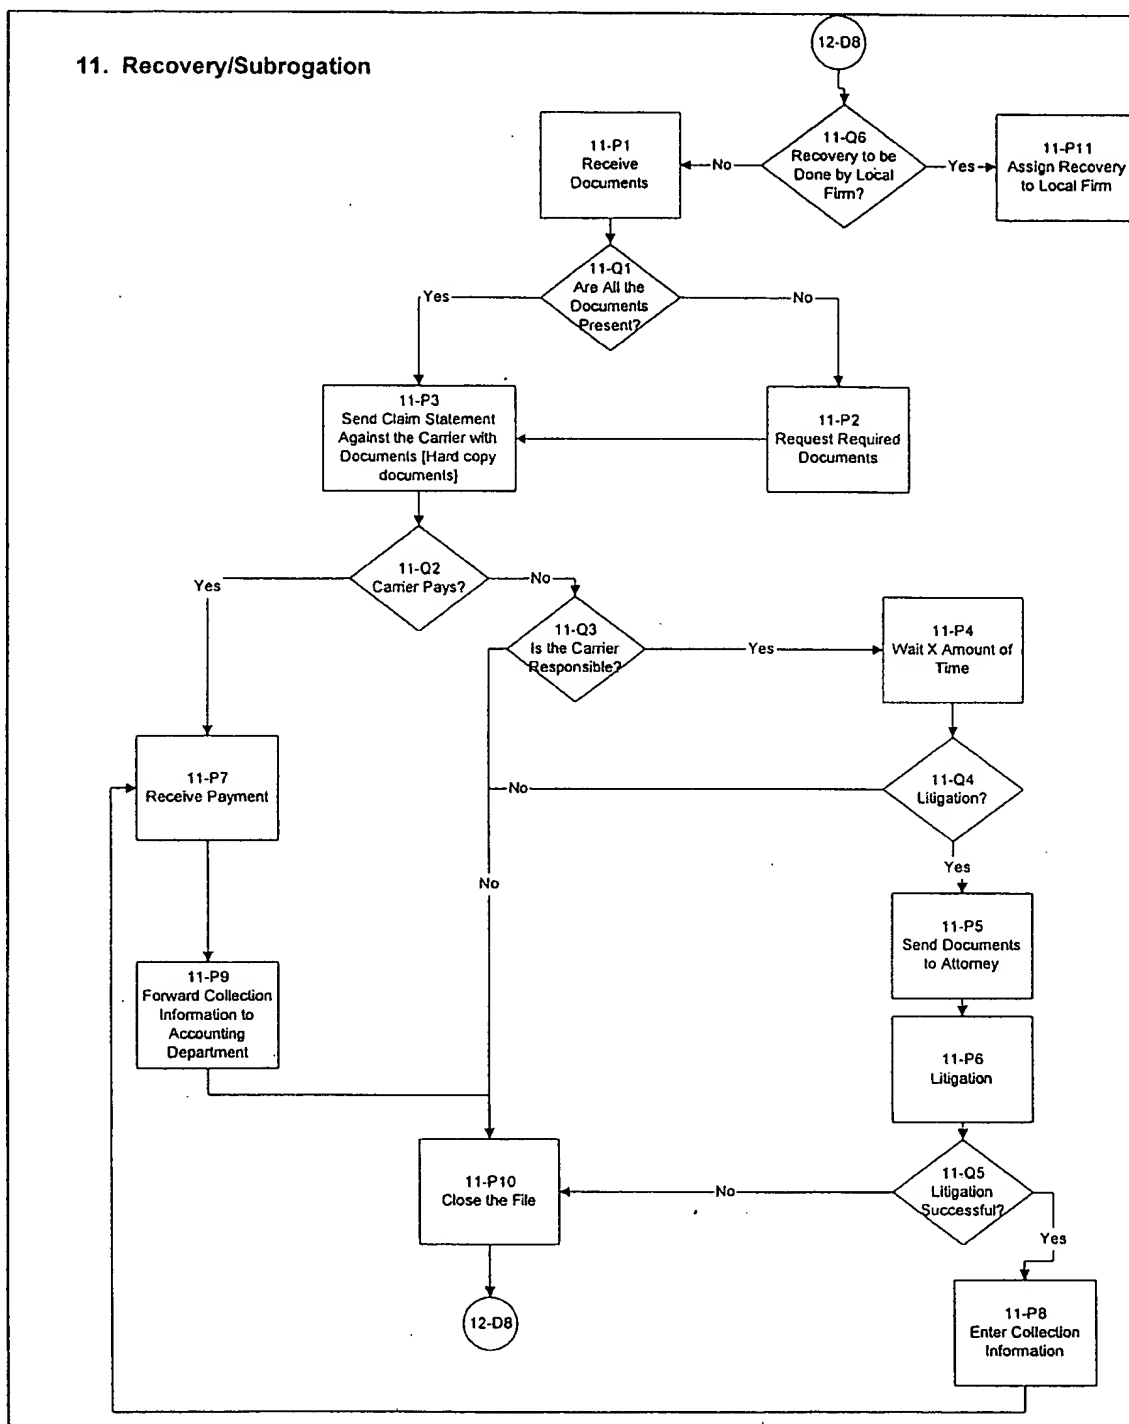 12-D8
11. Recovery/Subrogation
11-P1
Receive
Documents
No
11-Q6
Recovery to be
Done by Local
Firm?
Yes
11-P11
Assign Recovery
to Local Firm
11-Q1
Are All the
Documents
Present?
Yes
No
11-P3
Send Claim Statement
Against the Carrier with
Documents [Hard copy
documents]
11-P2
Request Required
Documents
11-Q2
Carrier Pays?
Yes
No
11-Q3
Is the Carrier
Responsible?
Yes
11-P4
Wait X Amount of
Time
11-P7
Receive Payment
No
11-Q4
Litigation?
Yes
No
11-P5
Send Documents
to Attorney
11-P9
Forward Collection
Information to
Accounting
Department
11-P6
Litigation
11-P10
Close the File
No
11-Q5
Litigation
Successful?
Yes
12-D8
11-P8
Enter Collection
Information